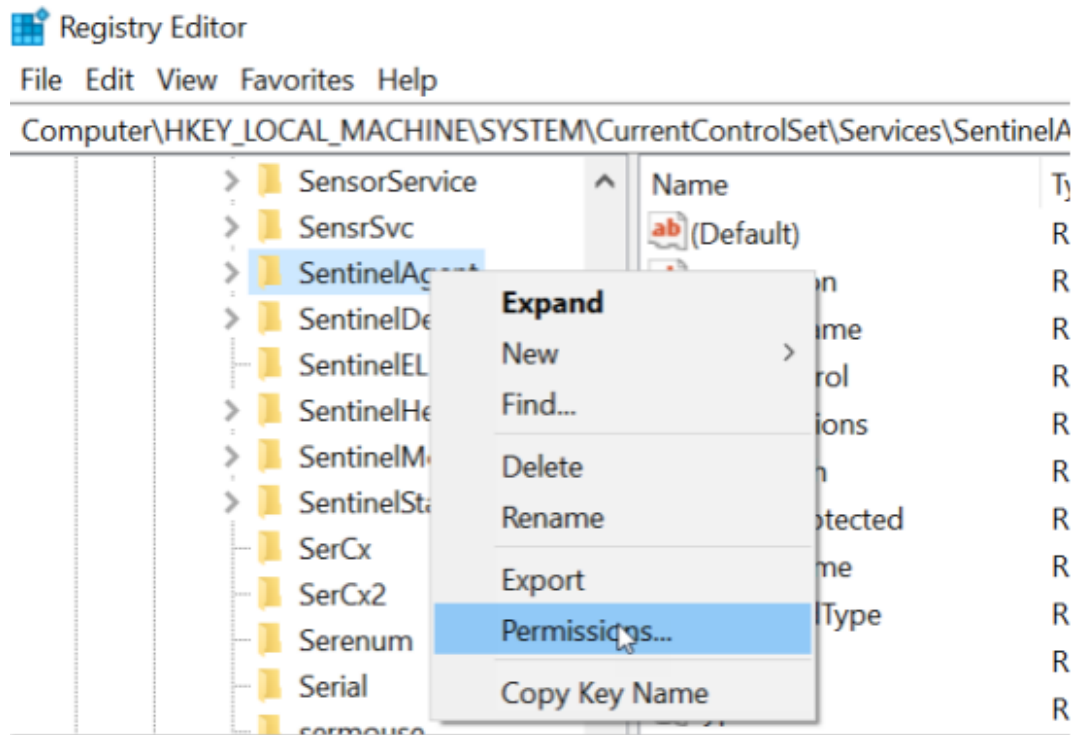 Registry Editor
File Edit View Favorites Help
Computer\HKEY_LOCAL_MACHINE\SYSTEM\CurrentControlSet\Services\SentinelA
SensorService
SensrSvc
SentinelAgent
SentinelDe
SentinelEL
SentinelHe
SentinelM
SentinelSta
SerCx
SerCx2
Serenum
Serial
sermouse
Expand
New
Find...
Delete
Rename
Export
Permissions...
Copy Key Name
Name
(Default)
on
ame
rol
ions
n
otected
me
lType
Ty
R
R
R
R
R
R
R
R
R
R
R